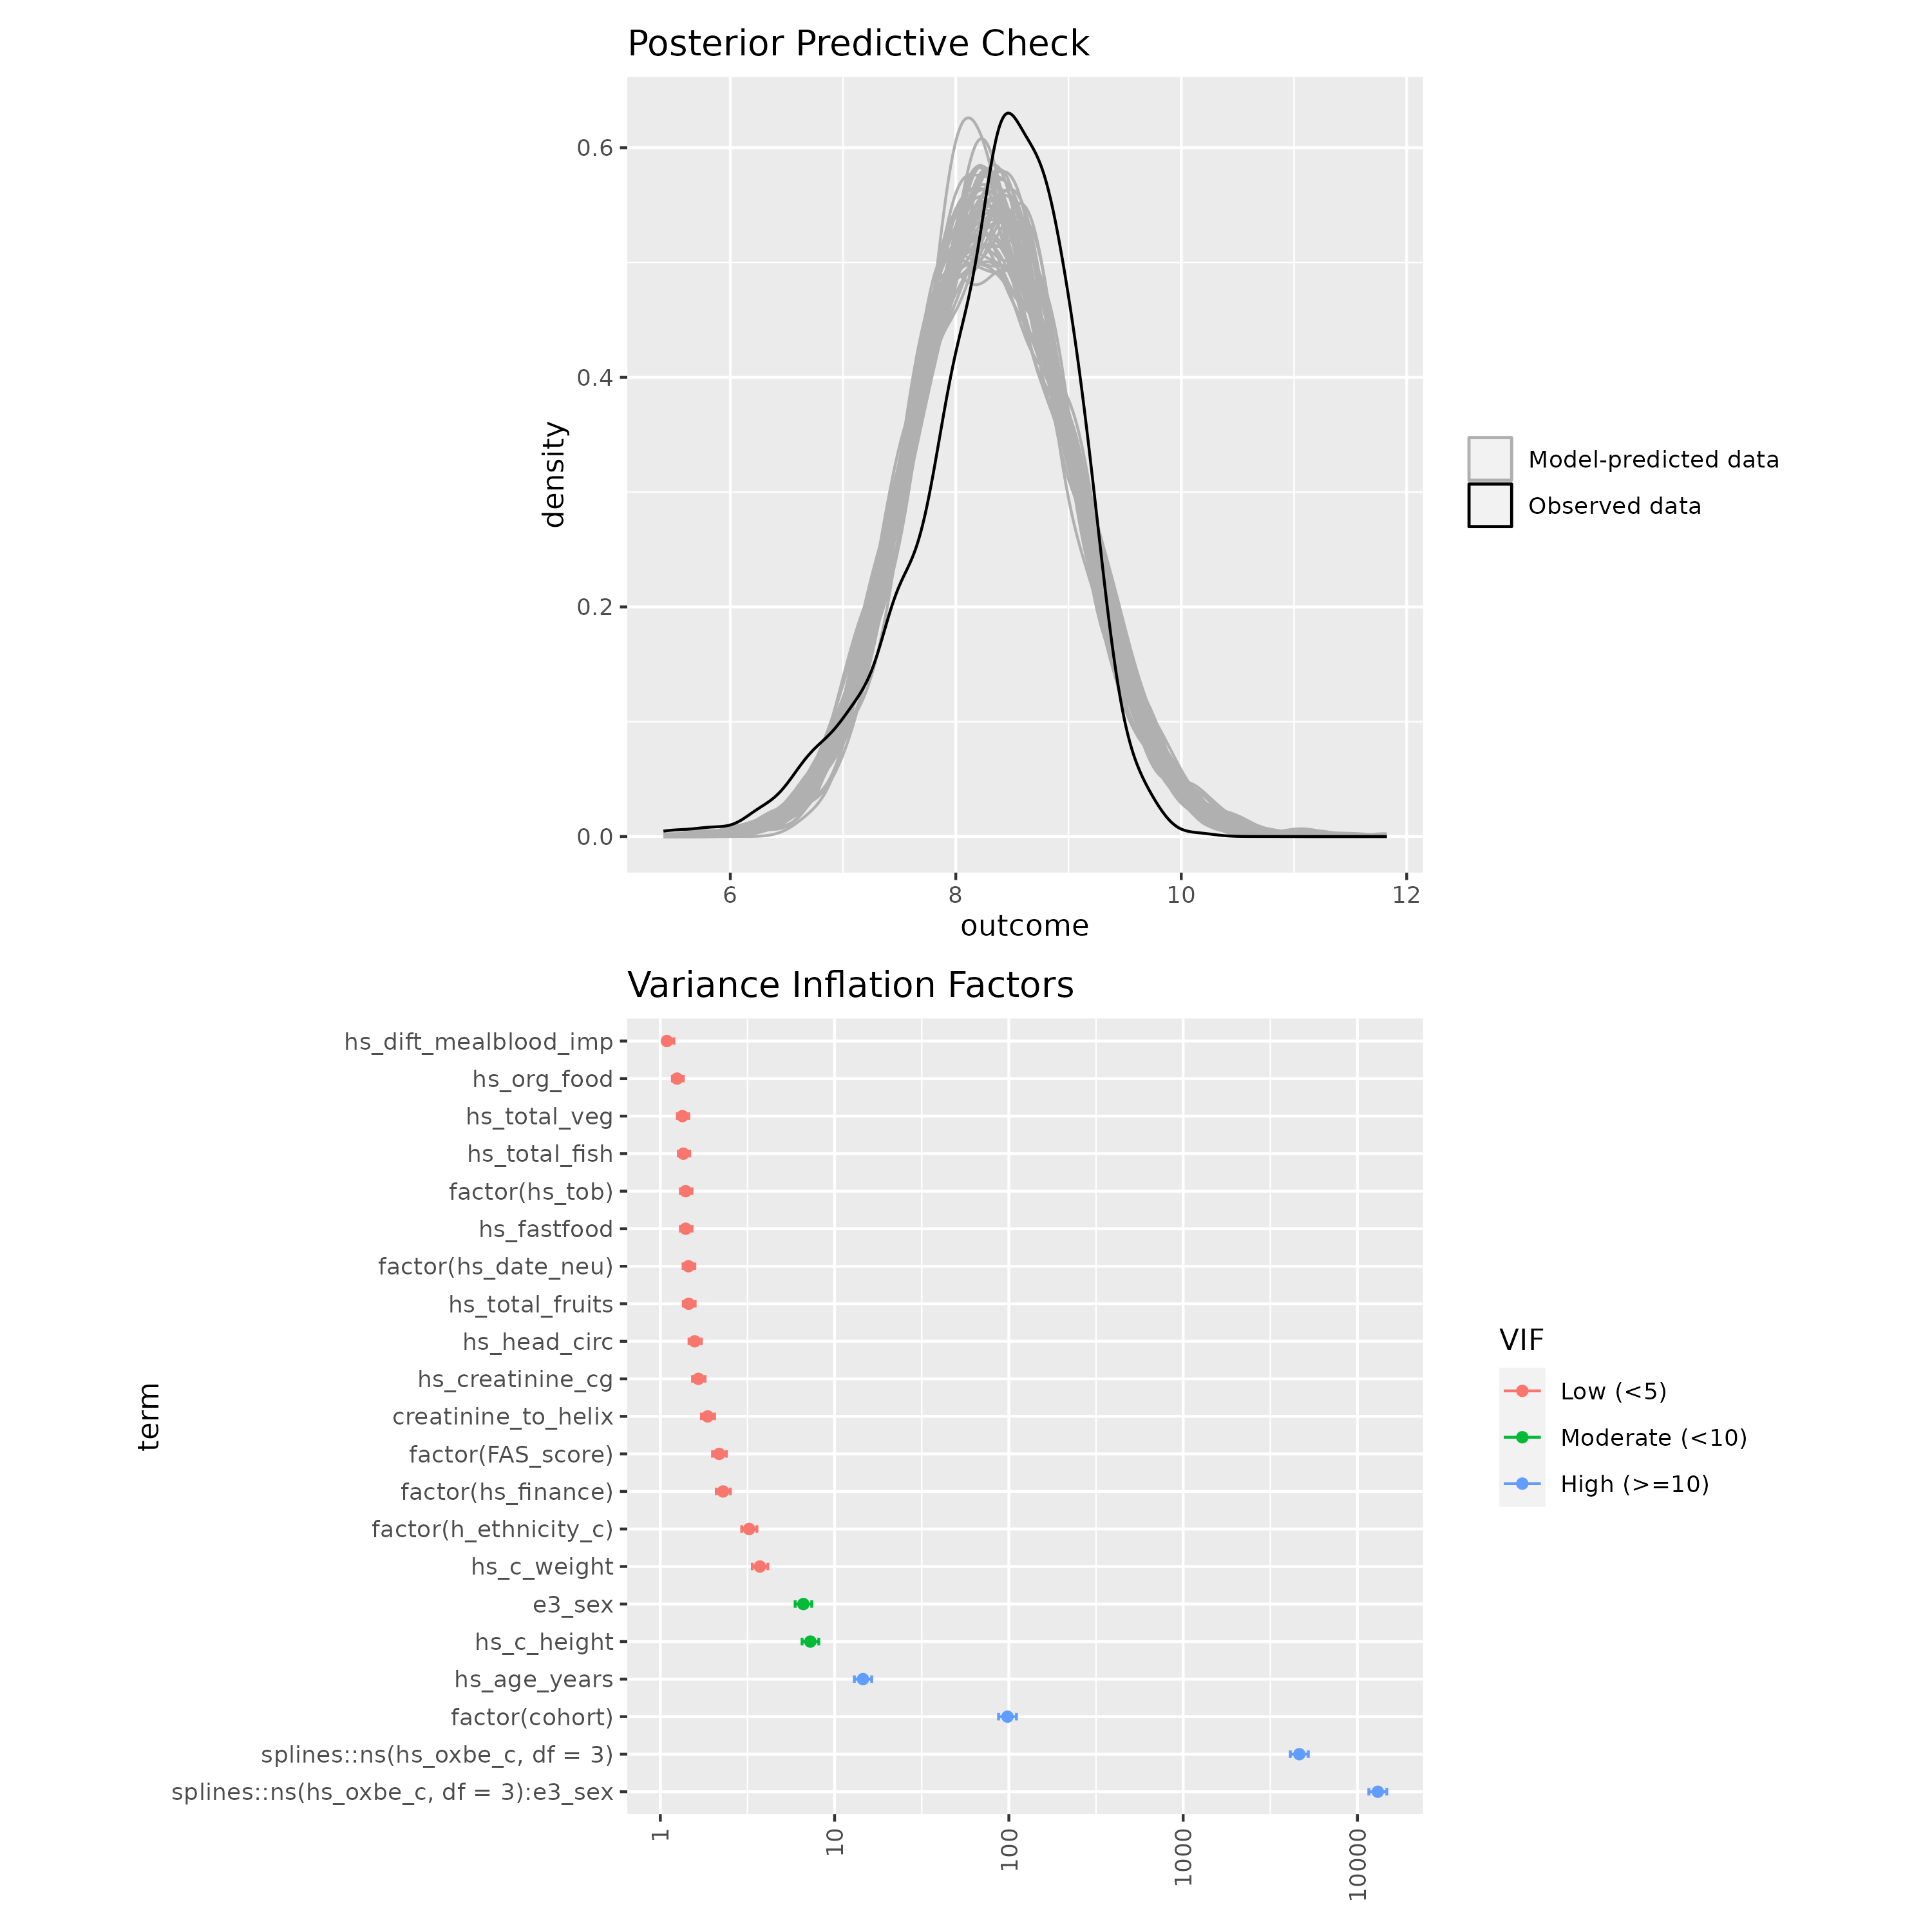 Posterior Predictive Check
0.6
0.4
0.2
0.0
density
6
8
10
12
outcome
Model-predicted data
Observed data
Variance Inflation Factors
hs_dift_mealblood_imp
hs_org_food
hs_total_veg
hs_total_fish
factor(hs_tob)
hs_fastfood
factor(hs_date_neu)
hs_total_fruits
hs_head_circ
hs_creatinine_cg
creatinine_to_helix
factor(FAS_score)
factor(hs_finance)
factor(h_ethnicity_c)
hs_c_weight
e3_sex
hs_c_height
hs_age_years
factor(cohort)
splines::ns(hs_oxbe_c, df = 3)
splines::ns(hs_oxbe_c, df = 3):e3_sex
term
1
10
100
1000
10000
VIF
Low (<5)
Moderate (<10)
High (>=10)